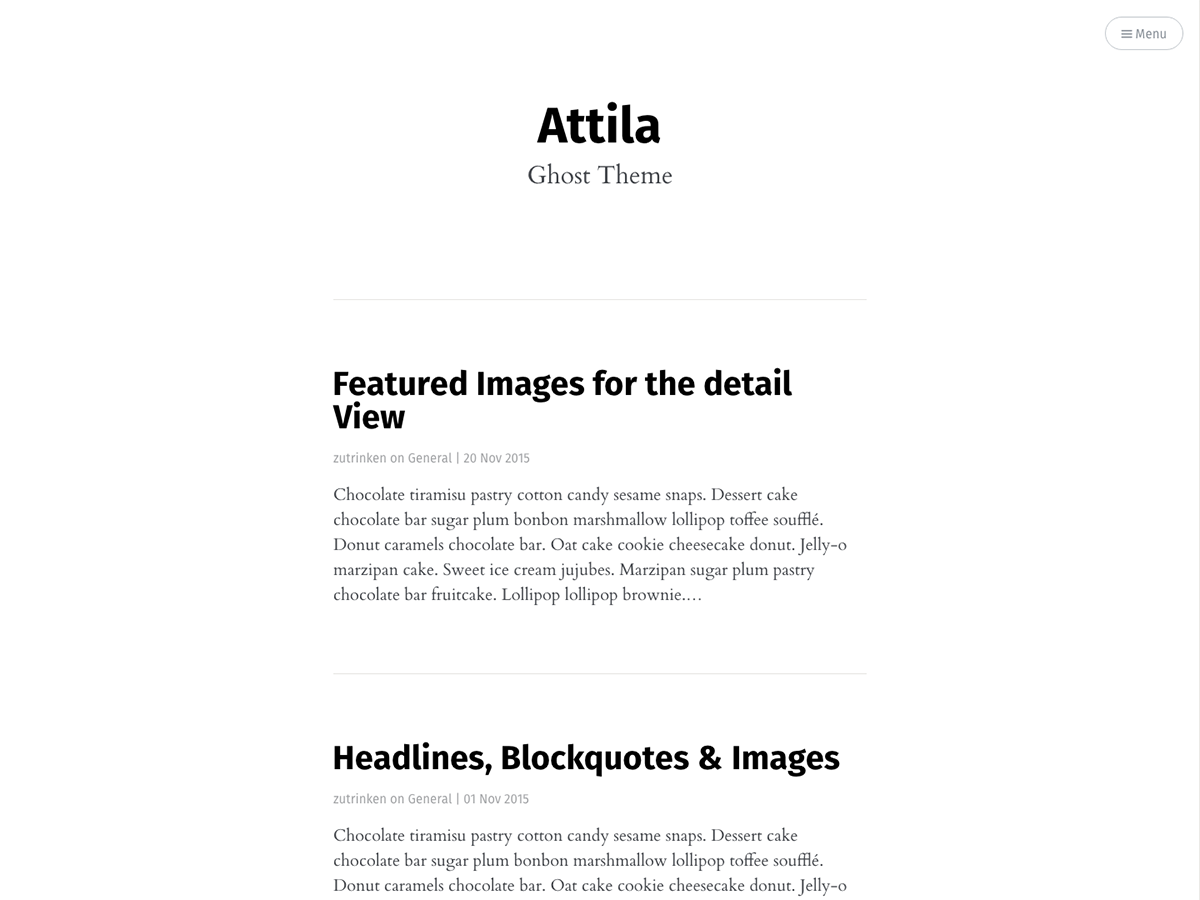 Menu
Attila
Ghost Theme
Featured Images for the detail
View
zutrinken on General | 20 Nov 2015
Chocolate tiramisu pastry cotton candy sesame snaps. Dessert cake
chocolate bar sugar plum bonbon marshmallow lollipop toffee soufflé.
Donut caramels chocolate bar. Oat cake cookie cheesecake donut. Jelly-o
marzipan cake. Sweet ice cream jujubes. Marzipan sugar plum pastry
chocolate bar fruitcake. Lollipop lollipop brownie.…
Headlines, Blockquotes & Images
zutrinken on General | 01 Nov 2015
Chocolate tiramisu pastry cotton candy sesame snaps. Dessert cake
chocolate bar sugar plum bonbon marshmallow lollipop toffee soufflé.
Donut caramels chocolate bar. Oat cake cookie cheesecake donut. Jelly-o